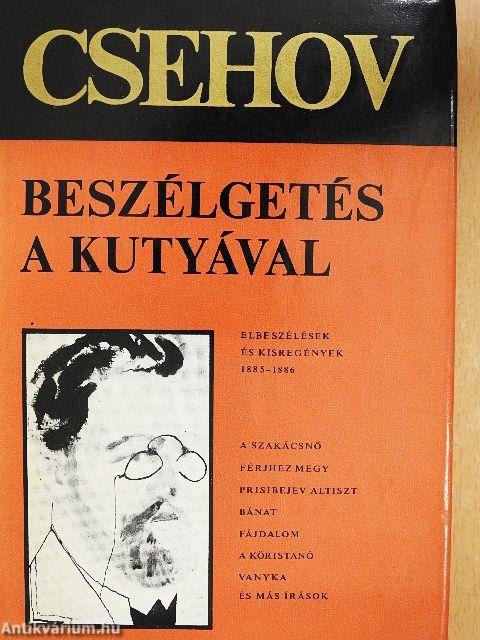 CSEHOV
BESZÉLGETÉS
A KUTYÁVAL
ELBESZÉLÉSEK
ÉS KISREGÉNYEK
1885-1886
A SZAKÁCSNŐ
FÉRJHEZ MEGY
PRISIBEJEV ALTISZT
BÁNAT
FÁJDALOM
A KÓRISTANŐ
VANYKA
ÉS MÁS ÍRÁSOK
Antikvárium.hu